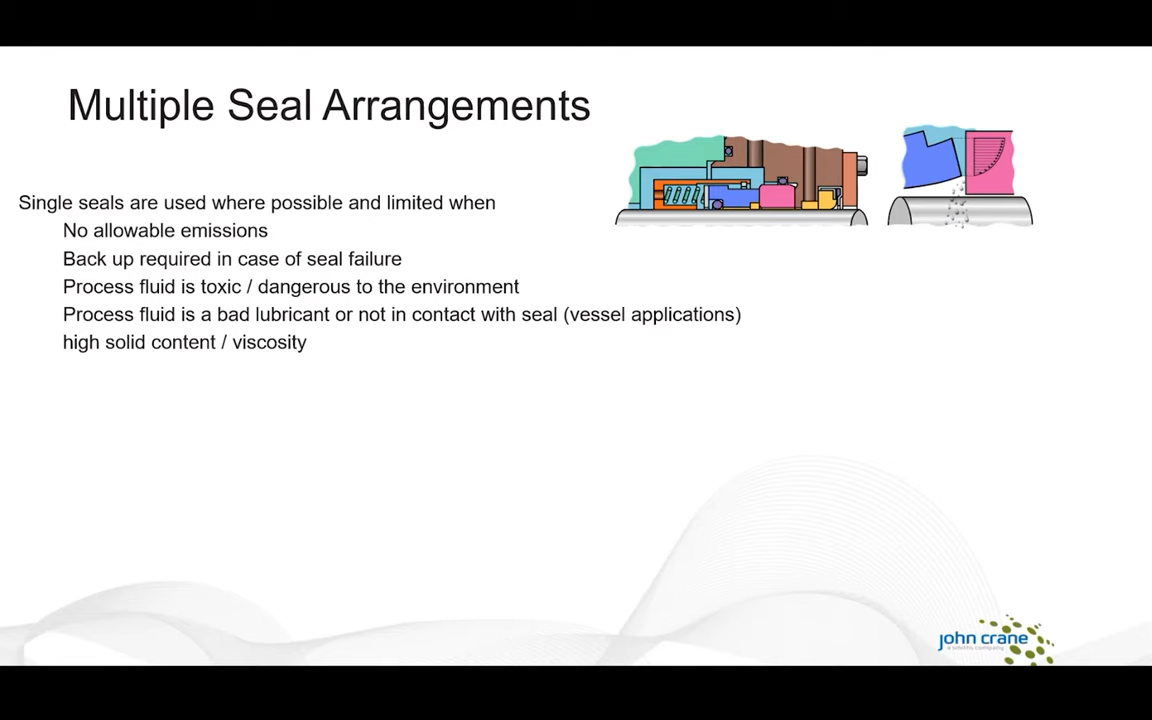 Multiple Seal Arrangements
Single seals are used where possible and limited when
No allowable emissions
Back up required in case of seal failure
Process fluid is toxic / dangerous to the environment
Process fluid is a bad lubricant or not in contact with seal (vessel applications)
high solid content / viscosity
john crane
a smiths company